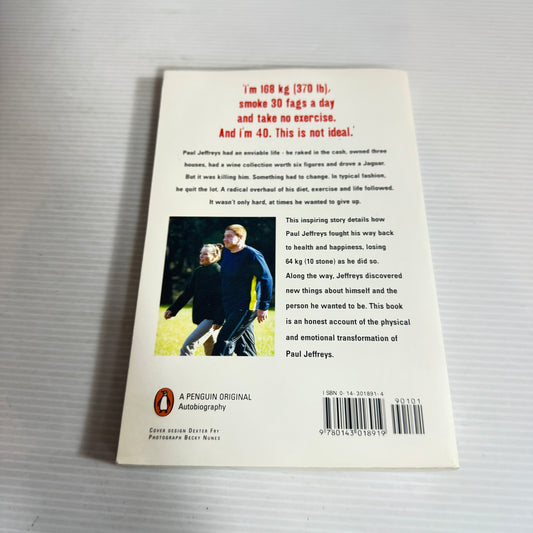 'I'm 168 kg (370 lb),
smoke 30 fags a day
and take no exercise.
And I'm 40. This is not ideal.'
Paul Jeffreys had an enviable life - he raked in the cash, owned three
houses, had a wine collection worth six figures and drove a Jaguar.
But it was killing him. Something had to change. In typical fashion,
he quit the lot. A radical overhaul of his diet, exercise and life followed.
It wasn't only hard, at times he wanted to give up.
This inspiring story details how
Paul Jeffreys fought his way back
to health and happiness, losing
64 kg (10 stone) as he did so.
Along the way, Jeffreys discovered
new things about himself and the
person he wanted to be. This book
is an honest account of the physical
and emotional transformation of
Paul Jeffreys.
A PENGUIN ORIGINAL
Autobiography
Cover design Dexter Fry
Photograph Becky Nunes
ISBN 0-14-301891-4
90101
9 780143 018919